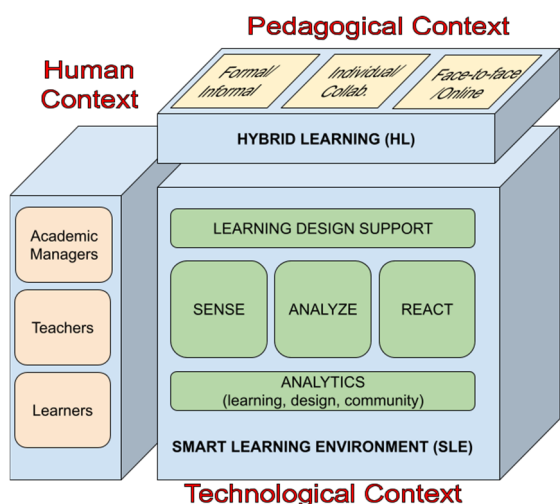 Pedagogical Context
Human
Context
Formal/
Informal
Individual/
Collab.
Face-to-face
/Online
HYBRID LEARNING (HL)
Academic
Managers
Teachers
Learners
LEARNING DESIGN SUPPORT
SENSE
ANALYZE
REACT
ANALYTICS
(learning, design, community)
SMART LEARNING ENVIRONMENT (SLE)
Technological Context